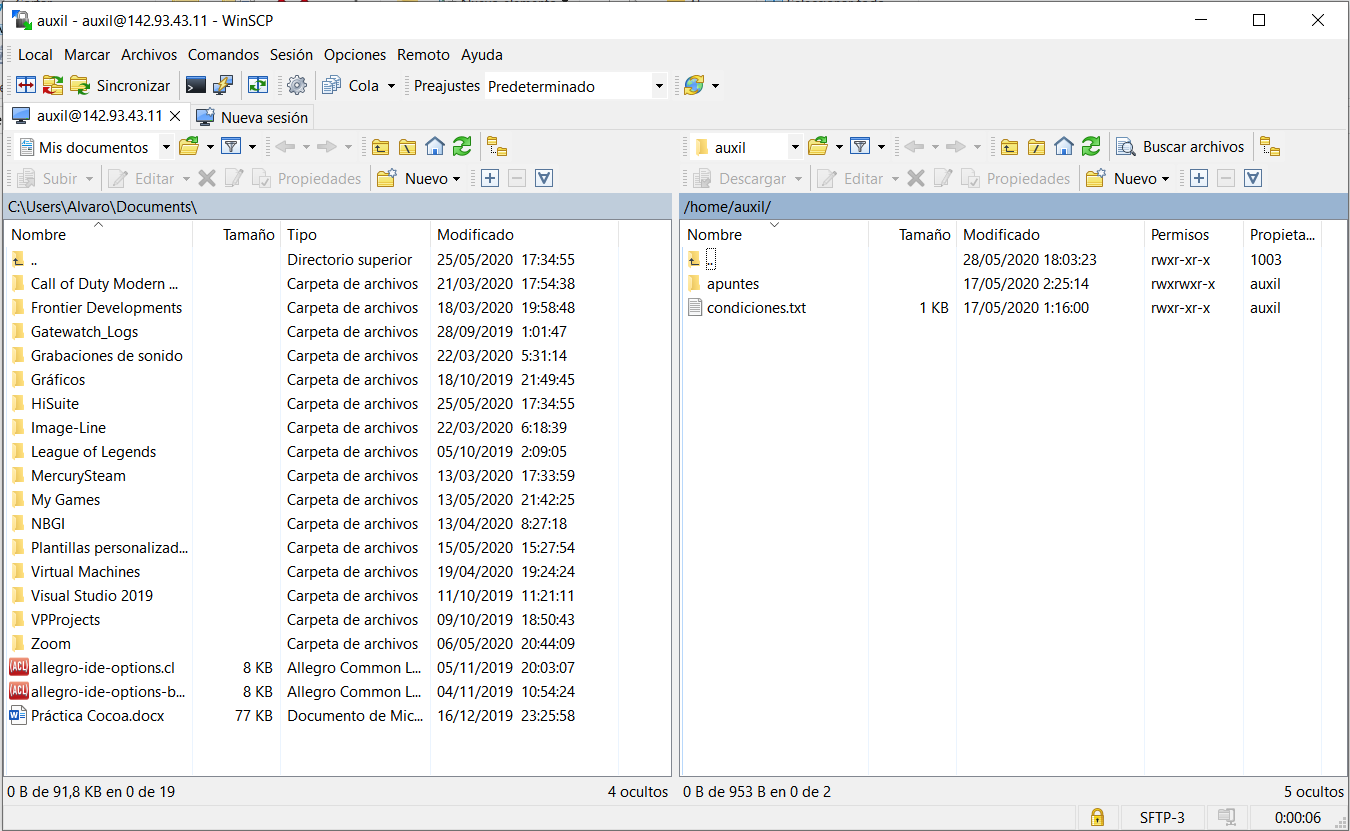 auxil - auxil@142.93.43.11 - WinSCP
Local Marcar Archivos Comandos Sesión Opciones Remoto Ayuda
Sincronizar Cola Preajustes Predeterminado
auxil@142.93.43.11 Nueva sesión
Mis documentos auxil Buscar archivos
Subir Editar Propiedades Nuevo Descargar Editar Propiedades Nuevo
C:\Users\Alvaro\Documents\ /home/auxil/
Nombre Tamaño Tipo Modificado
.. Directorio superior 25/05/2020 17:34:55
Call of Duty Modern ... Carpeta de archivos 21/03/2020 17:54:38
Frontier Developments Carpeta de archivos 18/03/2020 19:58:48
Gatewatch_Logs Carpeta de archivos 28/09/2019 1:01:47
Grabaciones de sonido Carpeta de archivos 22/03/2020 5:31:14
Gráficos Carpeta de archivos 18/10/2019 21:49:45
HiSuite Carpeta de archivos 25/05/2020 17:34:55
Image-Line Carpeta de archivos 22/03/2020 6:18:39
League of Legends Carpeta de archivos 05/10/2019 2:09:05
MercurySteam Carpeta de archivos 13/03/2020 17:33:59
My Games Carpeta de archivos 13/05/2020 21:42:25
NBGI Carpeta de archivos 13/04/2020 8:27:18
Plantillas personalizad... Carpeta de archivos 15/05/2020 15:27:54
Virtual Machines Carpeta de archivos 19/04/2020 19:24:24
Visual Studio 2019 Carpeta de archivos 11/10/2019 11:21:11
VPProjects Carpeta de archivos 09/10/2019 18:50:43
Zoom Carpeta de archivos 06/05/2020 20:44:09
allegro-ide-options.cl 8 KB Allegro Common L... 05/11/2019 20:03:07
allegro-ide-options-b... 8 KB Allegro Common L... 04/11/2019 10:54:24
Práctica Cocoa.docx 77 KB Documento de Mic... 16/12/2019 23:25:58
Nombre Tamaño Modificado Permisos Propieta...
.. 28/05/2020 18:03:23 rwxr-xr-x 1003
apuntes 17/05/2020 2:25:14 rwxrwxr-x auxil
condiciones.txt 1 KB 17/05/2020 1:16:00 rwxr-xr-x auxil
0 B de 91,8 KB en 0 de 19 4 ocultos 0 B de 953 B en 0 de 2 5 ocultos
SFTP-3 0:00:06